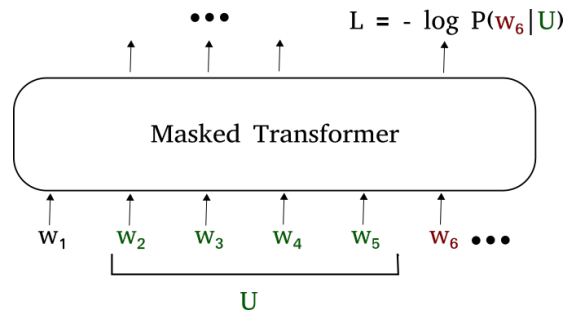 ••• L = - log P(w₆|U)
Masked Transformer
w₁ w₂ w₃ w₄ w₅ w₆ •••
U